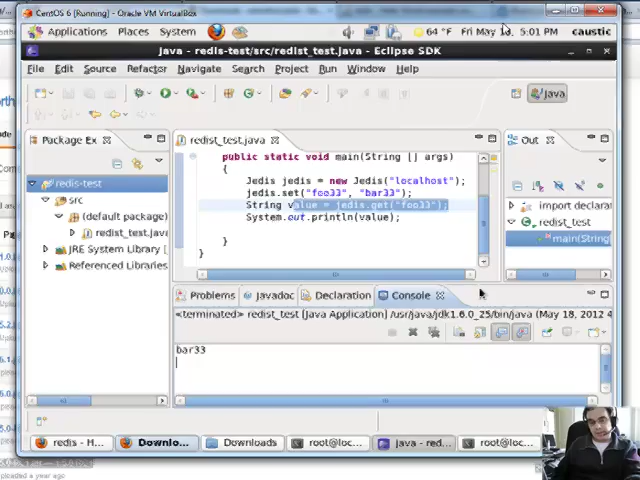 CentOS 6 [Running] - Oracle VM VirtualBox
Applications Places System 64 °F Fri May 18, 5:01 PM caustic
java - redis-test/src/redist_test.java - Eclipse SDK
File Edit Source Refactor Navigate Search Project Run Window Help
Java
Package Ex
redist_test.java
Out
redis-test
src
(default package)
redist_test.java
JRE System Library [
Referenced Libraries
public static void main(String [] args)
{
Jedis jedis = new Jedis("localhost");
jedis.set("foo33", "bar33");
String value = jedis.get("foo33");
System.out.println(value);
}
}
import declarati
redist_test
main(String[]
Problems Javadoc Declaration Console
<terminated> redist_test [Java Application] /usr/java/jdk1.6.0_25/bin/java (May 18, 2012 4
bar33
redis - H... Downlo... Downloads root@loc... java - red... root@loc...
ploaded a year ago